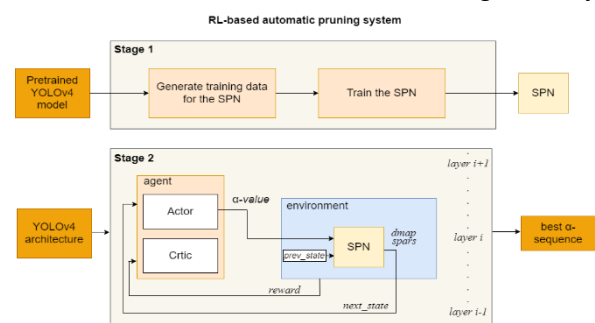 RL-based automatic pruning system
Stage 1
Pretrained
YOLOv4
model
Generate training data
for the SPN
Train the SPN
SPN
Stage 2
layer i+1
agent
α-value
environment
Actor
YOLOv4
architecture
SPN
dmap
spars
layer i
best α-
sequence
Crtic
prev_state
reward
next_state
layer i-1